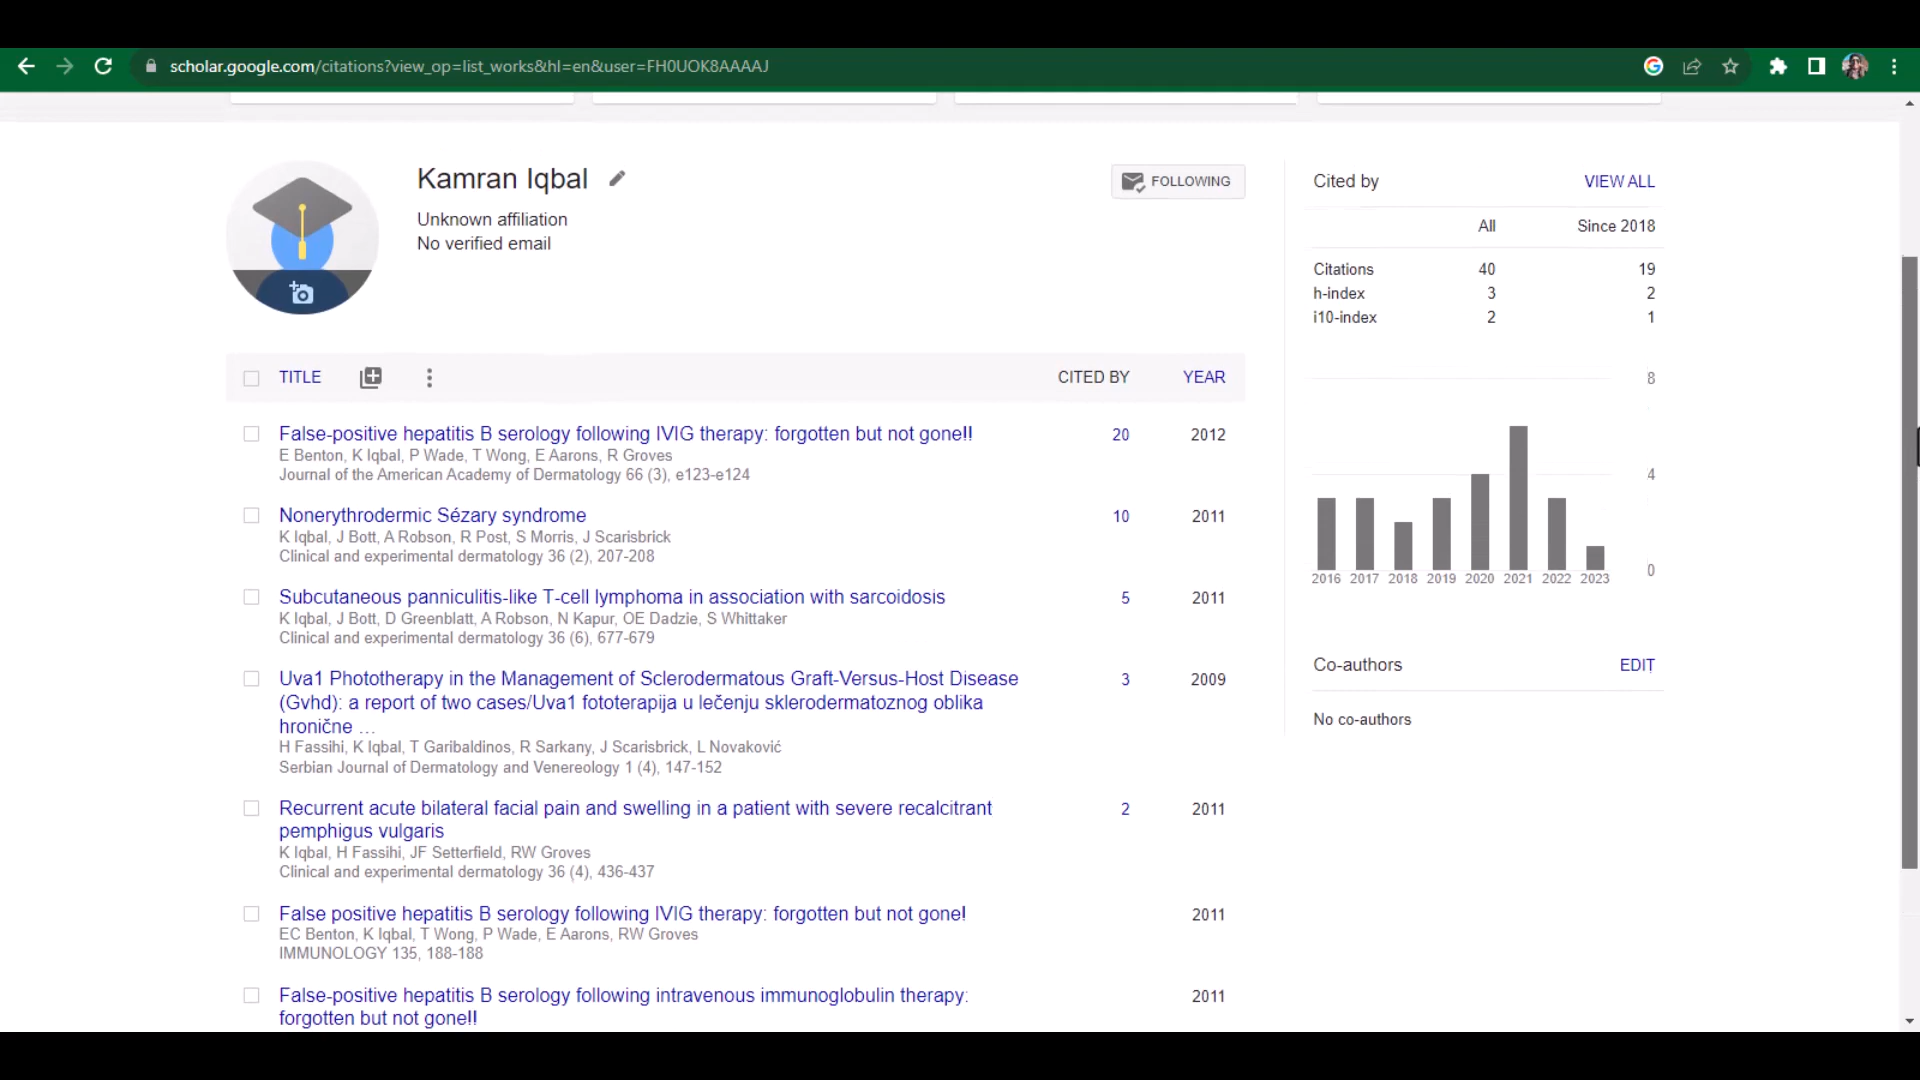 scholar.google.com/citations?view_op=list_works&hl=en&user=FH0UOK8AAAAJ
Kamran Iqbal
Unknown affiliation
No verified email
FOLLOWING
TITLE
CITED BY
YEAR
False-positive hepatitis B serology following IVIG therapy: forgotten but not gone!!
20
2012
E Benton, K Iqbal, P Wade, T Wong, E Aarons, R Groves
Journal of the American Academy of Dermatology 66 (3), e123-e124
Nonerythrodermic Sézary syndrome
10
2011
K Iqbal, J Bott, A Robson, R Post, S Morris, J Scarisbrick
Clinical and experimental dermatology 36 (2), 207-208
Subcutaneous panniculitis-like T-cell lymphoma in association with sarcoidosis
5
2011
K Iqbal, J Bott, D Greenblatt, A Robson, N Kapur, OE Dadzie, S Whittaker
Clinical and experimental dermatology 36 (6), 677-679
Uva1 Phototherapy in the Management of Sclerodermatous Graft-Versus-Host Disease
3
2009
(Gvhd): a report of two cases/Uva1 fototerapija u lečenju sklerodermatoznog oblika
hronične ...
H Fassihi, K Iqbal, T Garibaldinos, R Sarkany, J Scarisbrick, L Novaković
Serbian Journal of Dermatology and Venereology 1 (4), 147-152
Recurrent acute bilateral facial pain and swelling in a patient with severe recalcitrant
2
2011
pemphigus vulgaris
K Iqbal, H Fassihi, JF Setterfield, RW Groves
Clinical and experimental dermatology 36 (4), 436-437
False positive hepatitis B serology following IVIG therapy: forgotten but not gone!
2011
EC Benton, K Iqbal, T Wong, P Wade, E Aarons, RW Groves
IMMUNOLOGY 135, 188-188
False-positive hepatitis B serology following intravenous immunoglobulin therapy:
2011
forgotten but not gone!!
Cited by
VIEW ALL
All
Since 2018
Citations
40
19
h-index
3
2
i10-index
2
1
8
4
0
2016 2017 2018 2019 2020 2021 2022 2023
Co-authors
EDIT
No co-authors